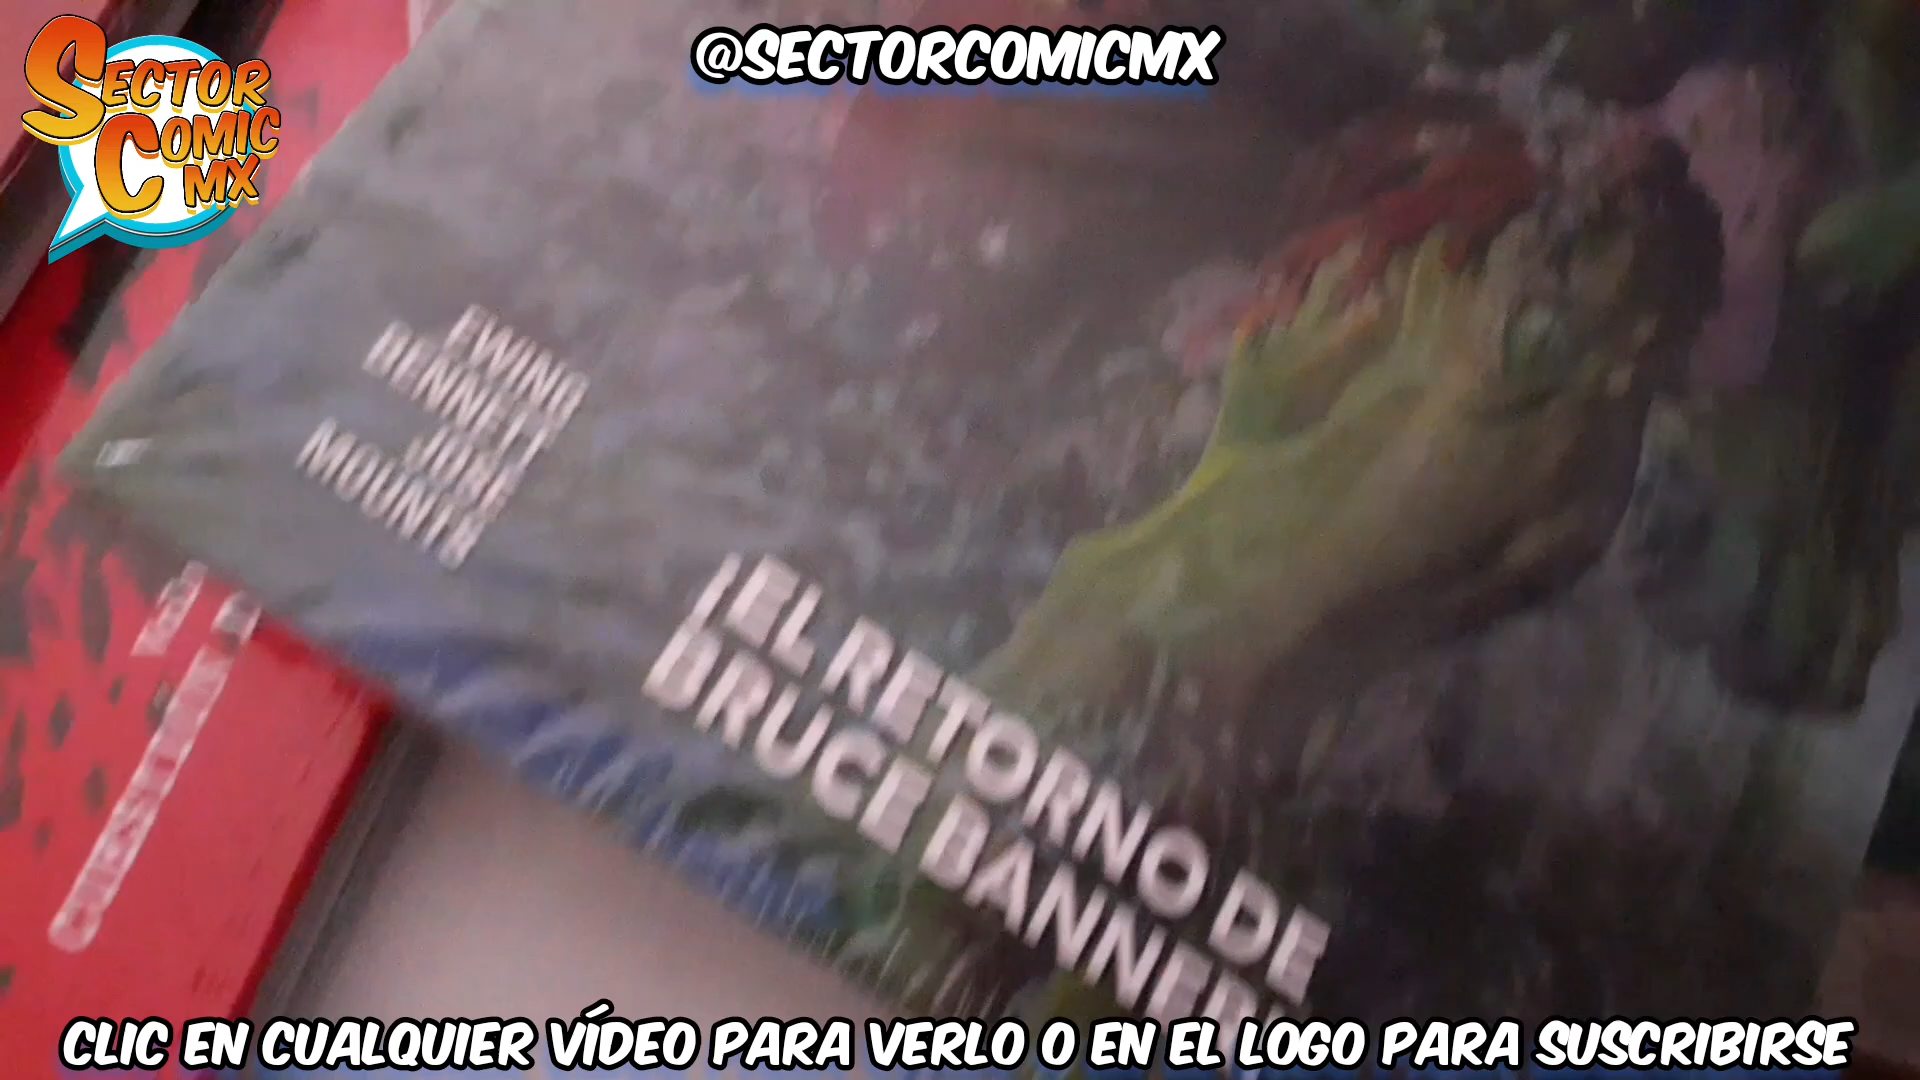 @SECTORCOMICMX
SECTOR
COMIC
MX
EWING
BENNETT
JOSÉ
MOUNTS
¡EL RETORNO DE
BRUCE BANNER!
CLIC EN CUALQUIER VÍDEO PARA VERLO O EN EL LOGO PARA SUSCRIBIRSE